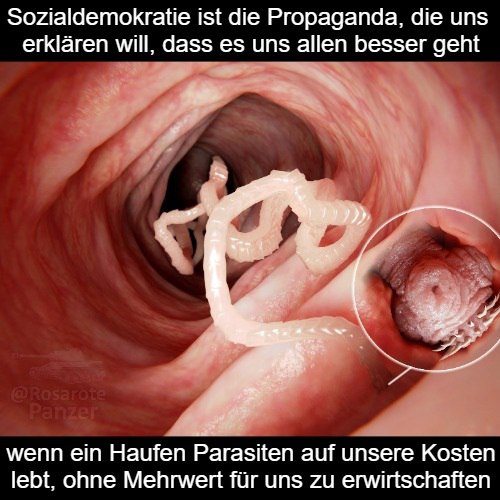 Sozialdemokratie ist die Propaganda, die uns
erklären will, dass es uns allen besser geht
@Rosarote
Panzer
wenn ein Haufen Parasiten auf unsere Kosten
lebt, ohne Mehrwert für uns zu erwirtschaften